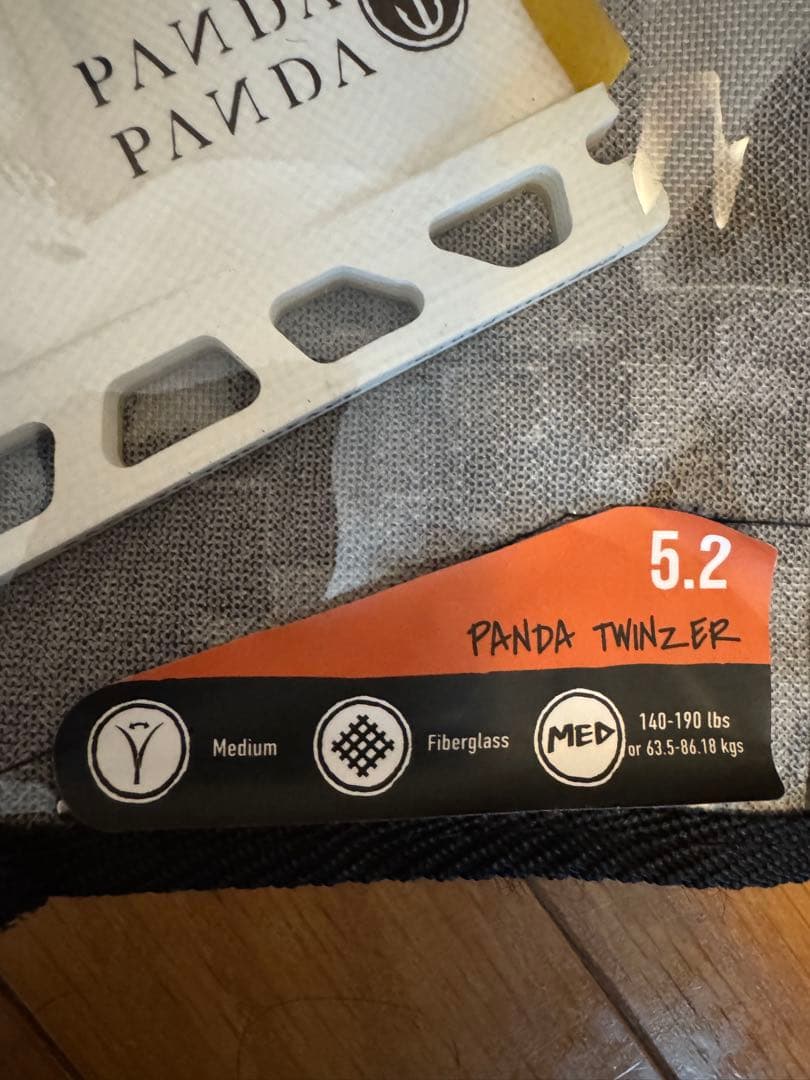 PANDA
PANDA
5.2
PANDA TWINZER
Medium
Fiberglass
MED
140-190 lbs
or 63.5-86.18 kgs